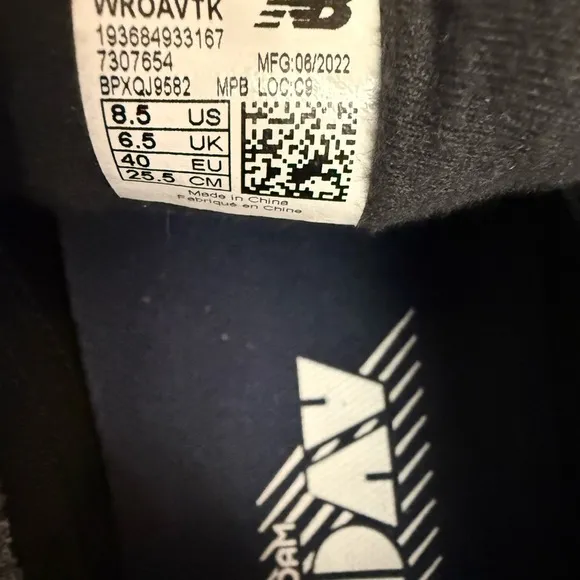 WROAVTK
193684933167
7307654 MFG:06/2022
BPXQJ9582 MPB LOC:C9
8.5 US
6.5 UK
40 EU
25.5 CM
Made in China
Fabriqué en Chine